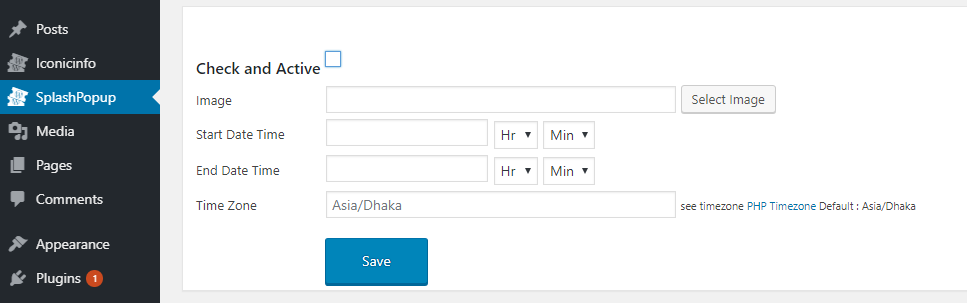 Posts
Iconicinfo
SplashPopup
Media
Pages
Comments
Appearance
Plugins 1
Check and Active
Image Select Image
Start Date Time Hr Min
End Date Time Hr Min
Time Zone Asia/Dhaka see timezone PHP Timezone Default : Asia/Dhaka
Save